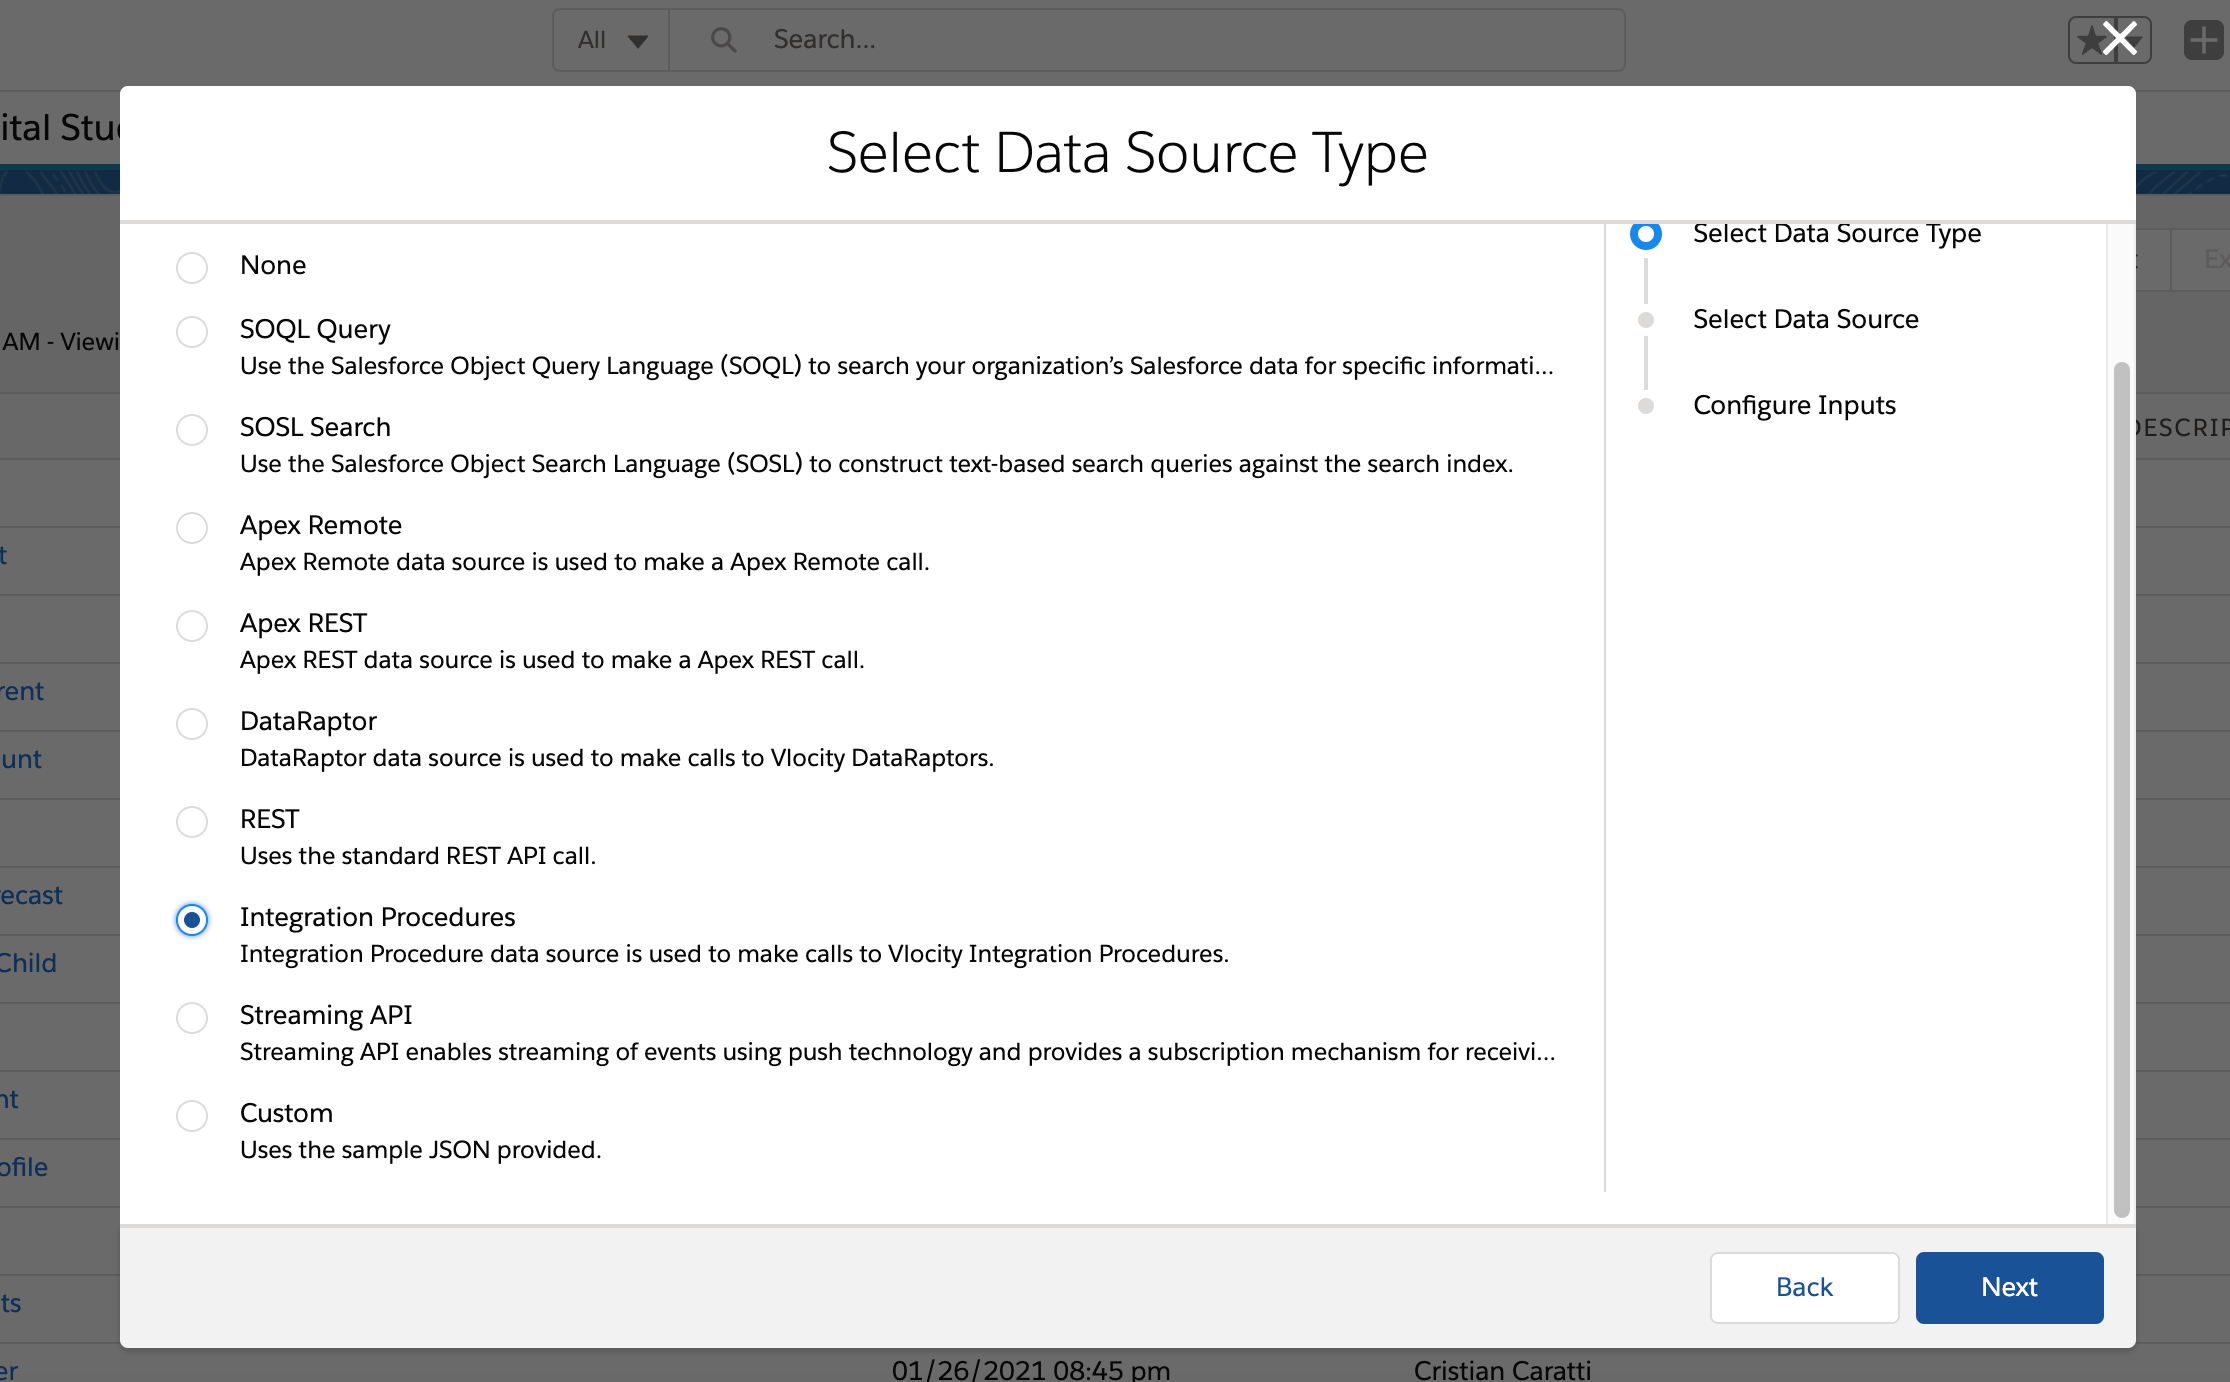 All
Search...
ital Stu
Select Data Source Type
None
SOQL Query
Use the Salesforce Object Query Language (SOQL) to search your organization’s Salesforce data for specific informati...
SOSL Search
Use the Salesforce Object Search Language (SOSL) to construct text-based search queries against the search index.
Apex Remote
Apex Remote data source is used to make a Apex Remote call.
Apex REST
Apex REST data source is used to make a Apex REST call.
DataRaptor
DataRaptor data source is used to make calls to Vlocity DataRaptors.
REST
Uses the standard REST API call.
Integration Procedures
Integration Procedure data source is used to make calls to Vlocity Integration Procedures.
Streaming API
Streaming API enables streaming of events using push technology and provides a subscription mechanism for receivi...
Custom
Uses the sample JSON provided.
Select Data Source Type
Select Data Source
Configure Inputs
Back
Next
AM - Viewi
t
rent
unt
ecast
Child
nt
ofile
ts
er
Ex
DESCRIP
01/26/2021 08:45 pm
Cristian Caratti